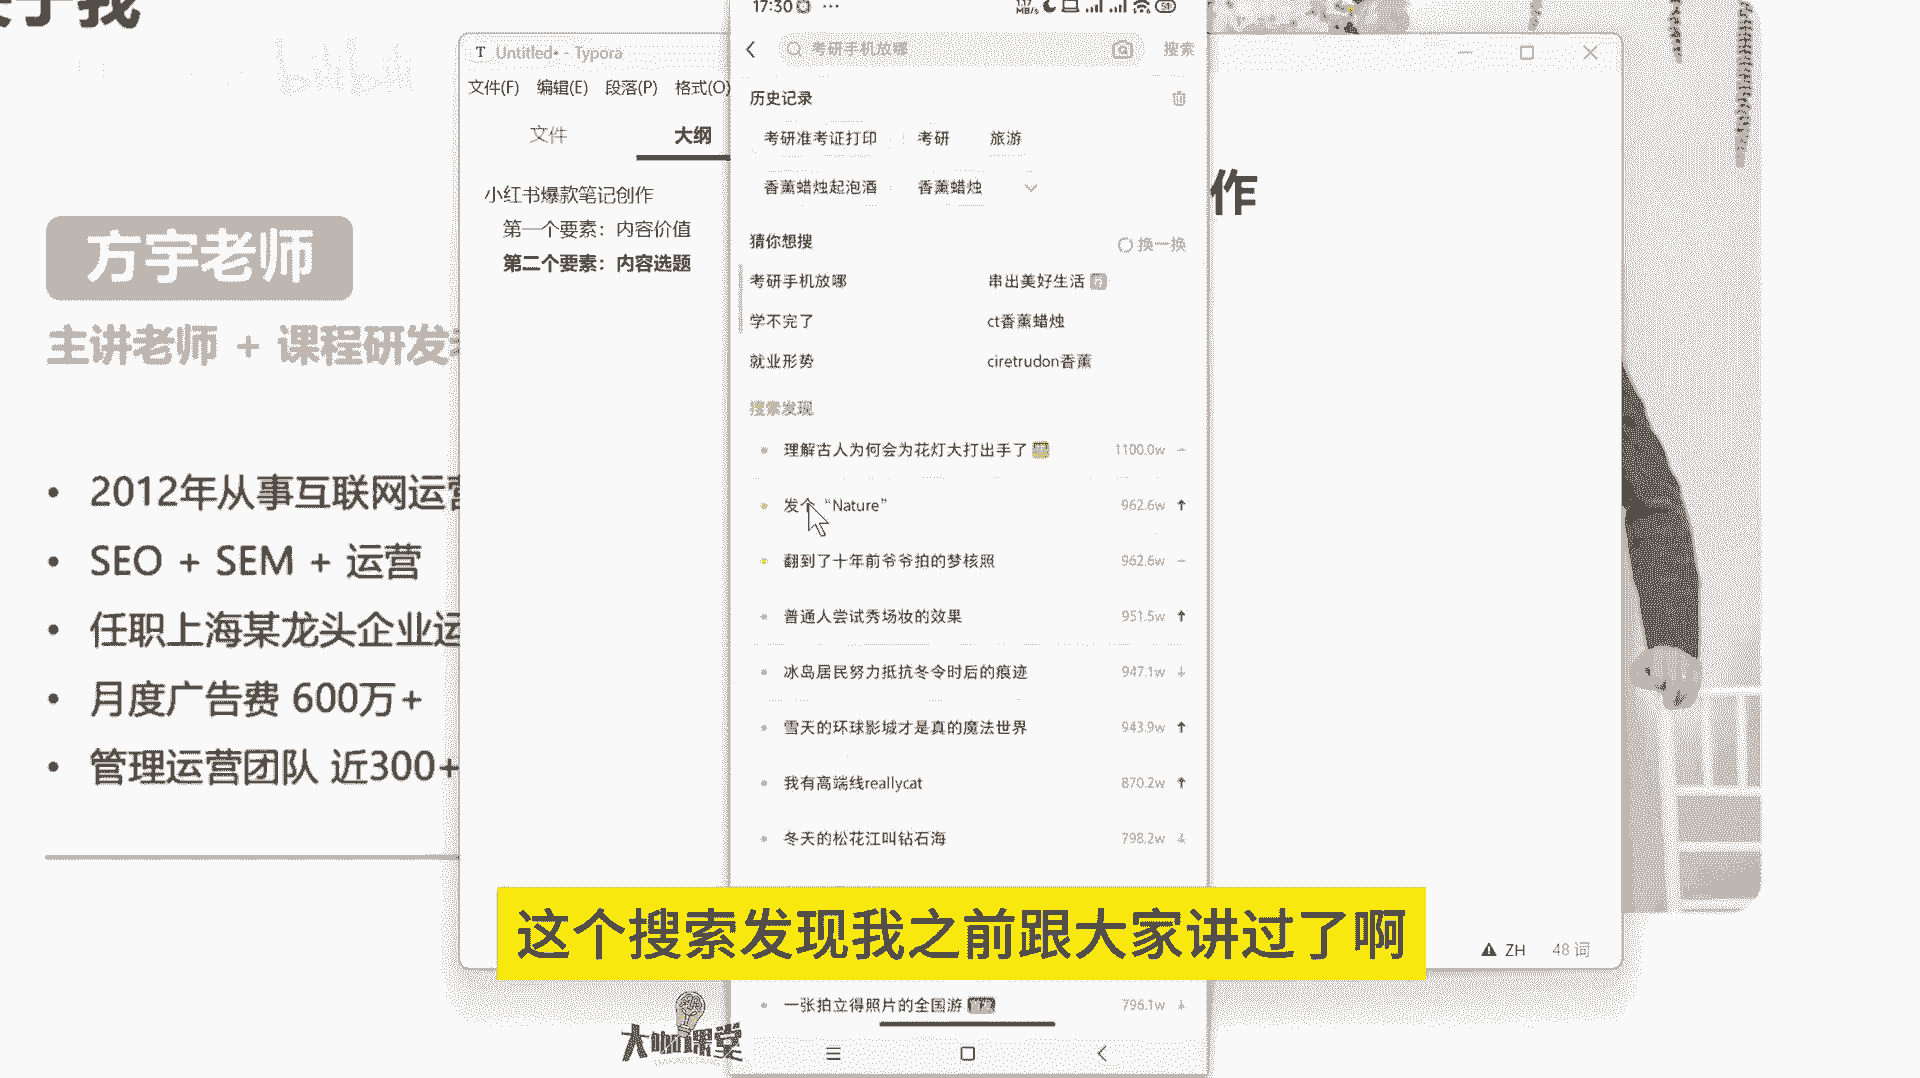 于我
bilibili
方宇老师
主讲老师 + 课程研发
• 2012年从事互联网运营
• SEO + SEM + 运营
• 任职上海某龙头企业运
• 月度广告费 600万+
• 管理运营团队 近300+
Untitled• - Typora
文件(F) 编辑(E) 段落(P) 格式(O)
文件 大纲
小红书爆款笔记创作
第一个要素：内容价值
第二个要素：内容选题
作
17:30
考研手机放哪 搜索
历史记录
考研准考证打印 考研 旅游
香薰蜡烛起泡酒 香薰蜡烛
猜你想搜 换一换
考研手机放哪 串出美好生活
学不完了 ct香薰蜡烛
就业形势 ciretrudon香薰
搜索发现
理解古人为何会为花灯大打出手了 1100.0w
发个“Nature” 962.6w ↑
翻到了十年前爷爷拍的梦核照 962.6w
普通人尝试秀场妆的效果 951.5w ↑
冰岛居民努力抵抗冬令时后的痕迹 947.1w ↓
雪天的环球影城才是真的魔法世界 943.9w ↑
我有高端线reallycat 870.2w ↑
冬天的松花江叫钻石海 798.2w ↓
这个搜索发现我之前跟大家讲过了啊
一张拍立得照片的全国游 796.1w ↓
ZH 48 词
大咖课堂